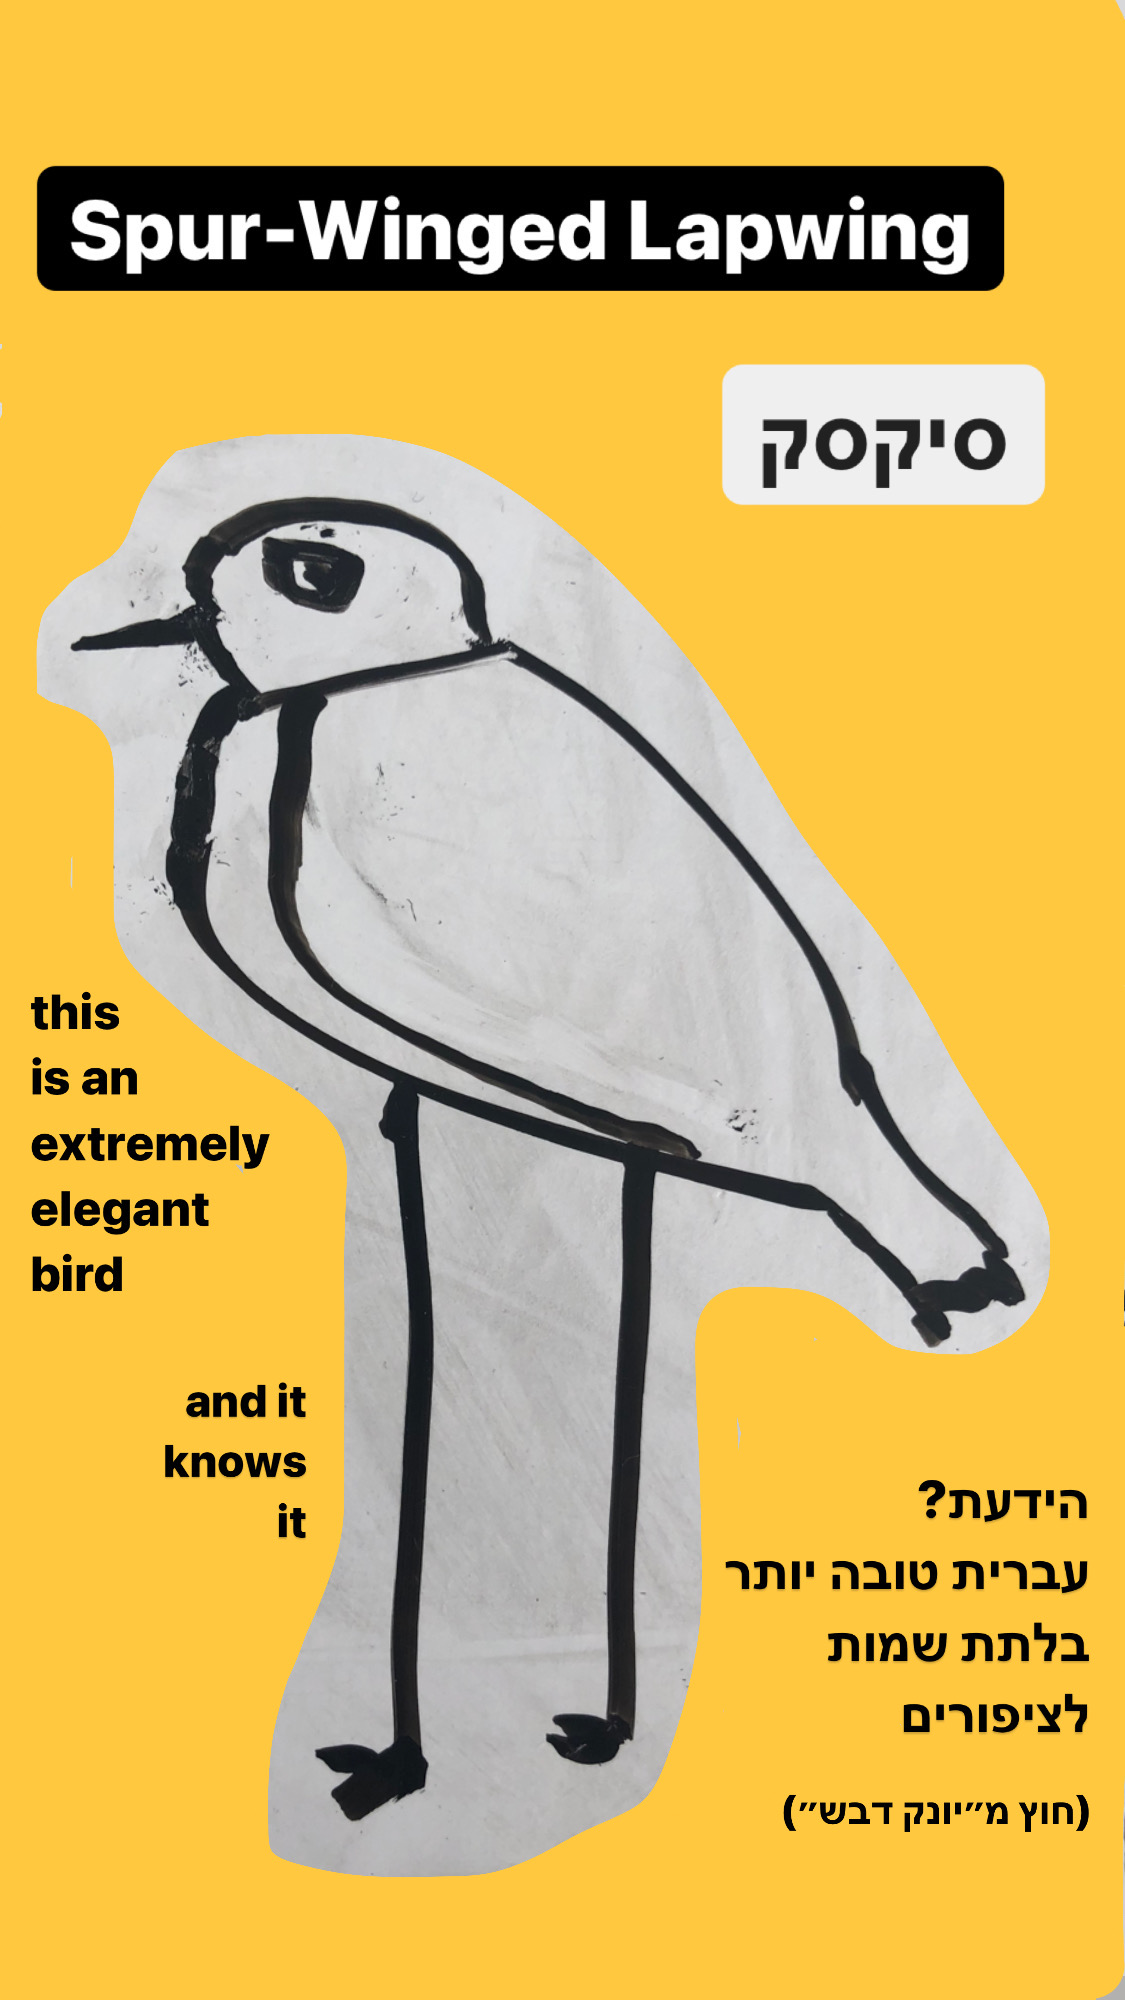 Spur-Winged Lapwing
סיקסק
this
is an
extremely
elegant
bird
and it
knows
it
הידעת?
עברית טובה יותר
בלתת שמות
לציפורים
(חוץ מ״יונק דבש״)